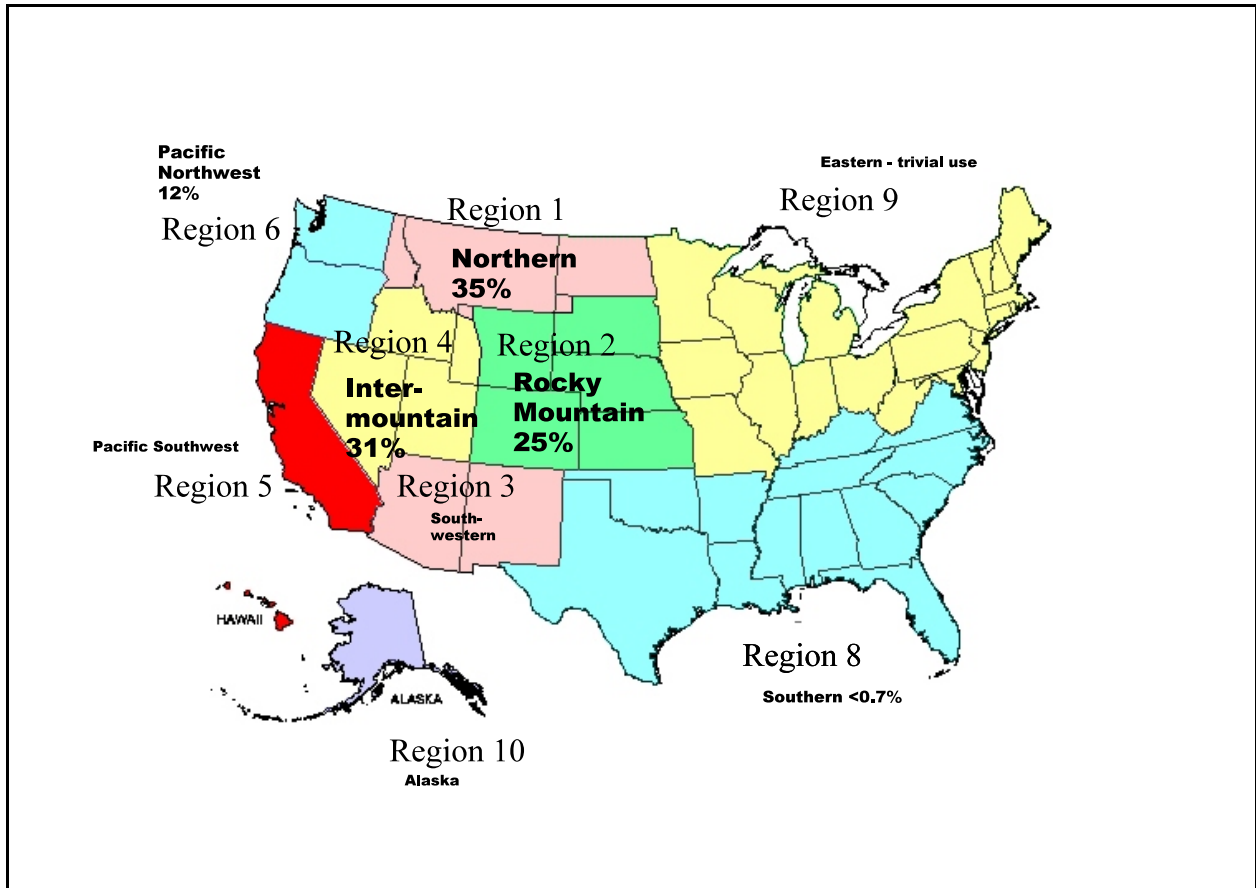 Pacific
Northwest
12%
Region 6
Eastern - trivial use
Region 9
Region 1
Northern
35%
Region 4
Inter-
mountain
31%
Region 2
Rocky
Mountain
25%
Pacific Southwest
Region 5
Region 3
South-
western
HAWAII
ALASKA
Region 10
Alaska
Region 8
Southern <0.7%